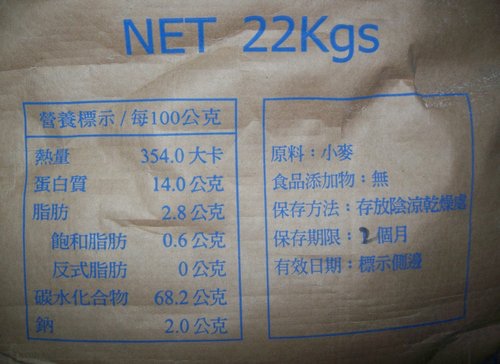 NET 22Kgs
營養標示/每100公克
熱量 354.0 大卡
蛋白質 14.0 公克
脂肪 2.8 公克
飽和脂肪 0.6 公克
反式脂肪 0 公克
碳水化合物 68.2 公克
鈉 2.0 公克
原料:小麥
食品添加物:無
保存方法:存放陰涼乾燥處
保存期限:2個月
有效日期:標示側邊